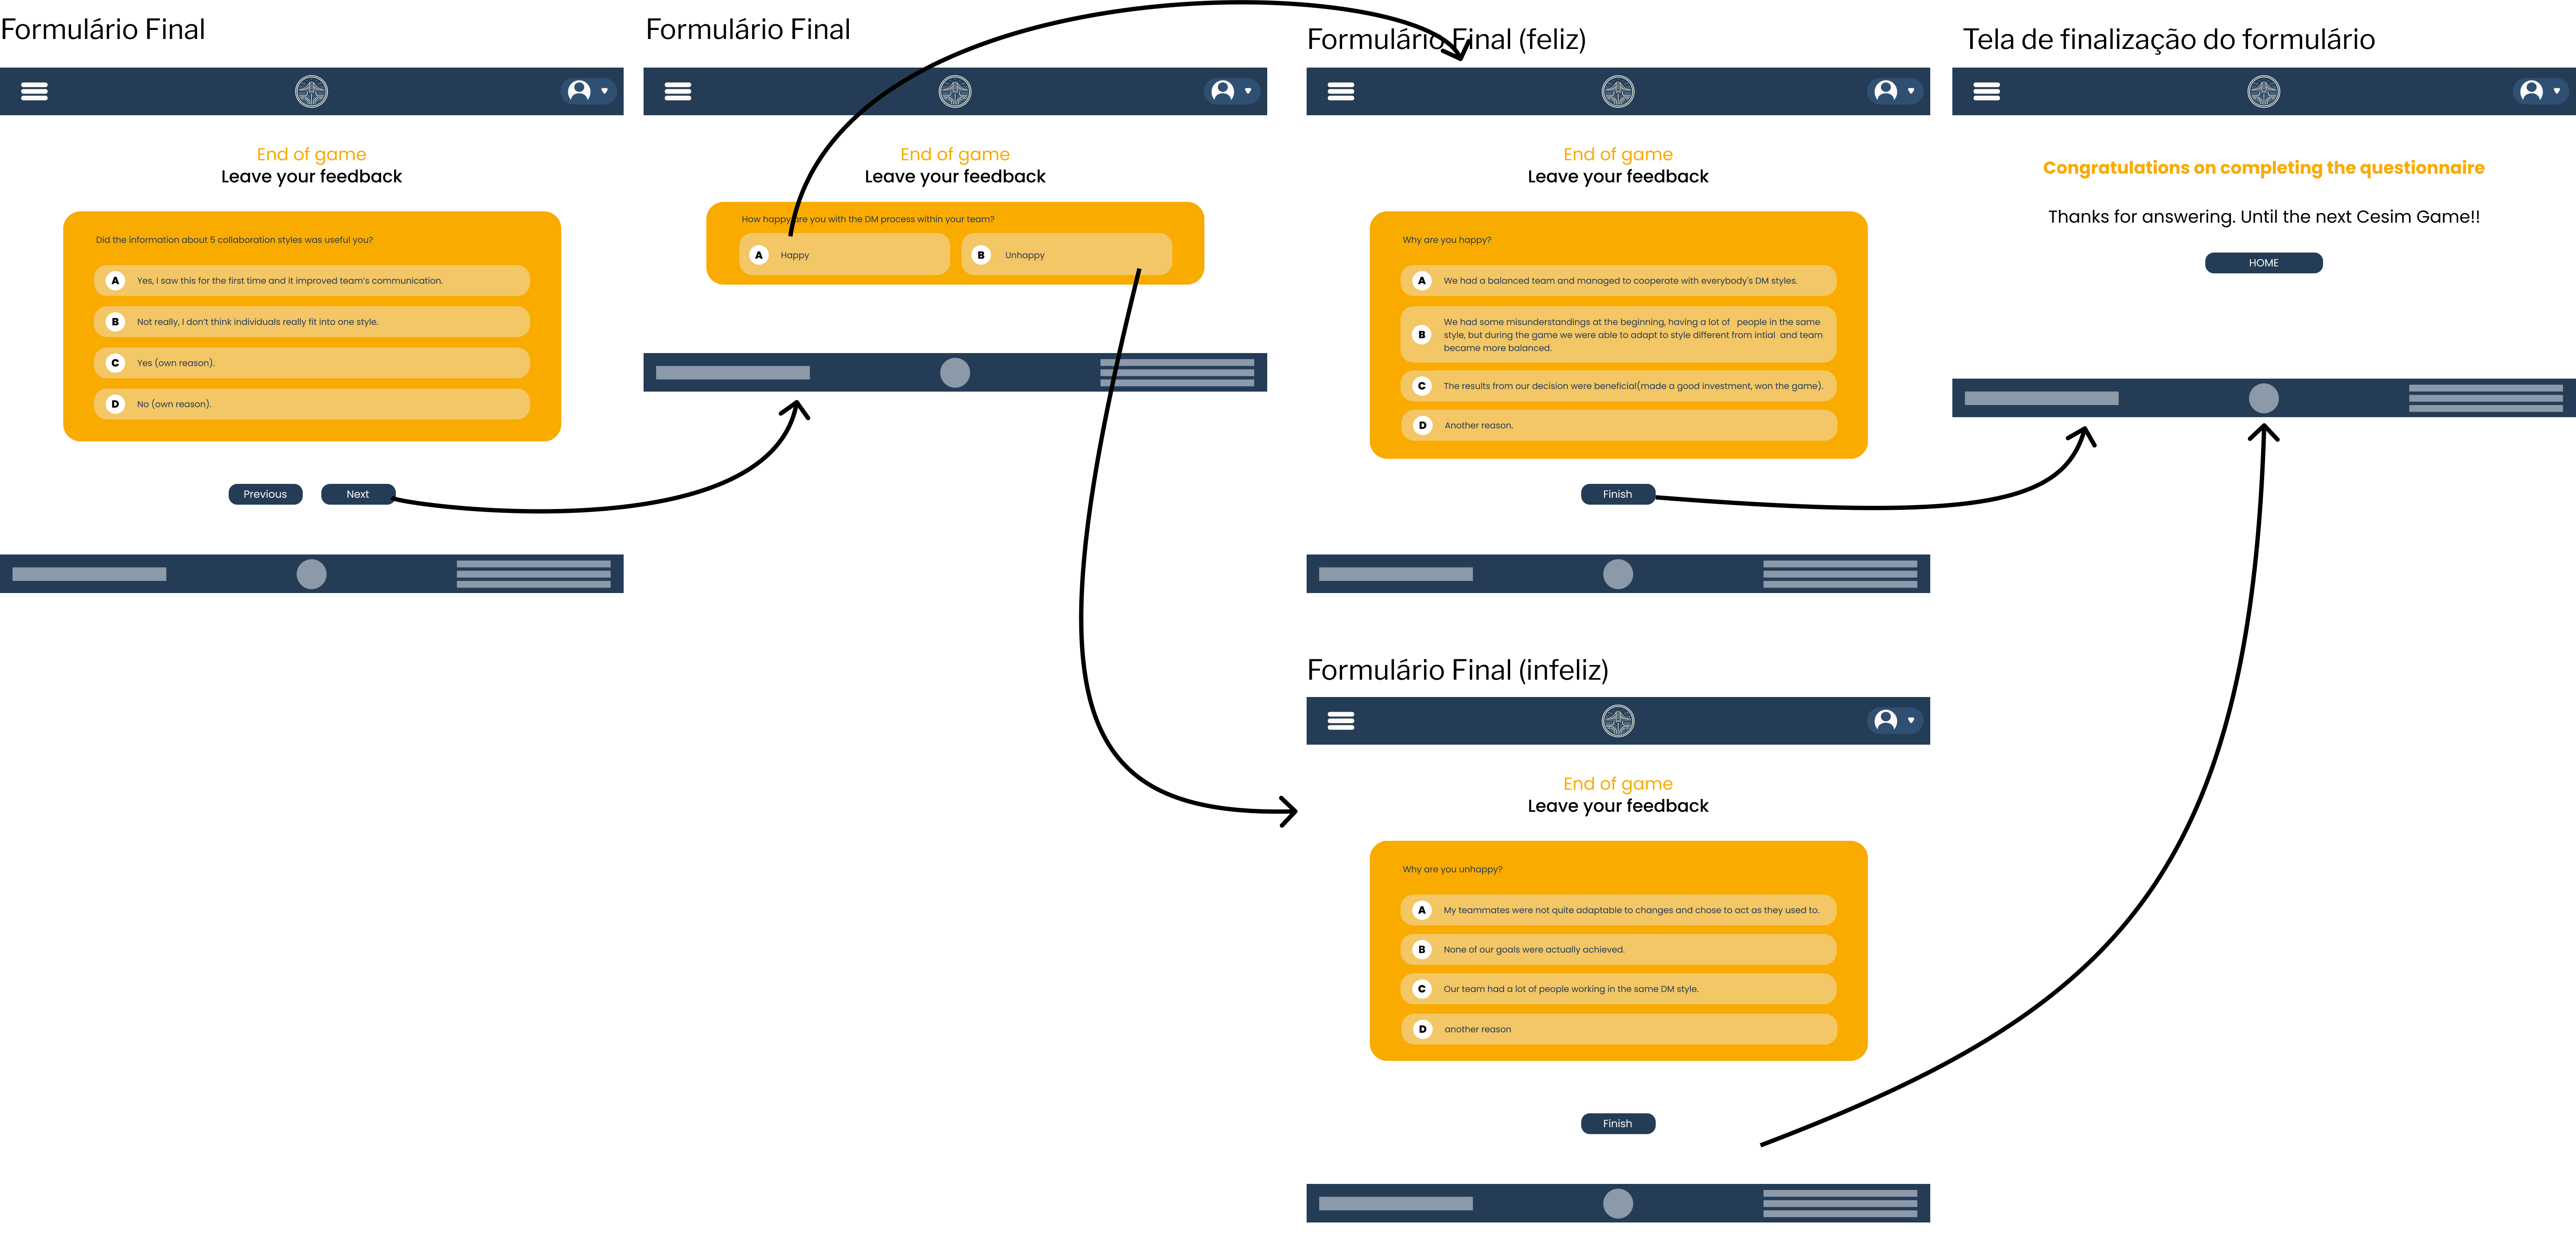 Formulário Final
End of game
Leave your feedback
Did the information about 5 collaboration styles was useful you?
A Yes, I saw this for the first time and it improved team's communication.
B Not really, I don't think individuals really fit into one style.
C Yes (own reason).
D No (own reason).
Previous Next
Formulário Final
End of game
Leave your feedback
How happy are you with the DM process within your team?
A Happy B Unhappy
Formulário Final (feliz)
End of game
Leave your feedback
Why are you happy?
A We had a balanced team and managed to cooperate with everybody's DM styles.
B We had some misunderstandings at the beginning, having a lot of people in the same
style, but during the game we were able to adapt to style different from intial and team
became more balanced.
C The results from our decision were beneficial(made a good investment, won the game).
D Another reason.
Finish
Tela de finalização do formulário
Congratulations on completing the questionnaire
Thanks for answering. Until the next Cesim Game!!
HOME
Formulário Final (infeliz)
End of game
Leave your feedback
Why are you unhappy?
A My teammates were not quite adaptable to changes and chose to act as they used to.
B None of our goals were actually achieved.
C Our team had a lot of people working in the same DM style.
D another reason
Finish